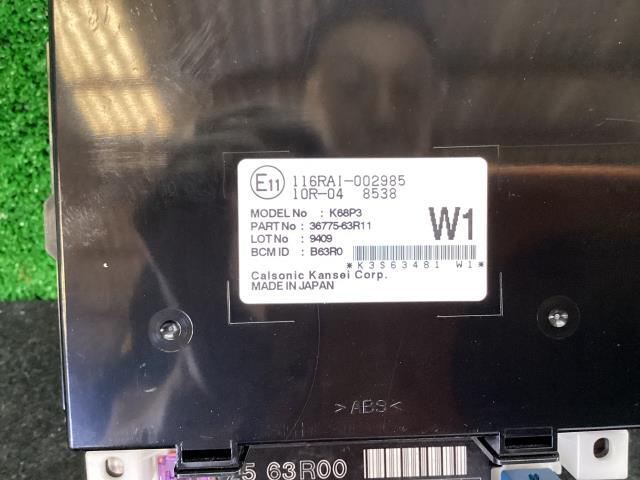 E11 116RAI-002985
10R-04 8538
MODEL No : K68P3
PART No : 36775-63R11
LOT No : 9409
BCM ID : B63R0
W1
*K3S63481 W1*
Calsonic Kansei Corp.
MADE IN JAPAN
>ABS<
63R00